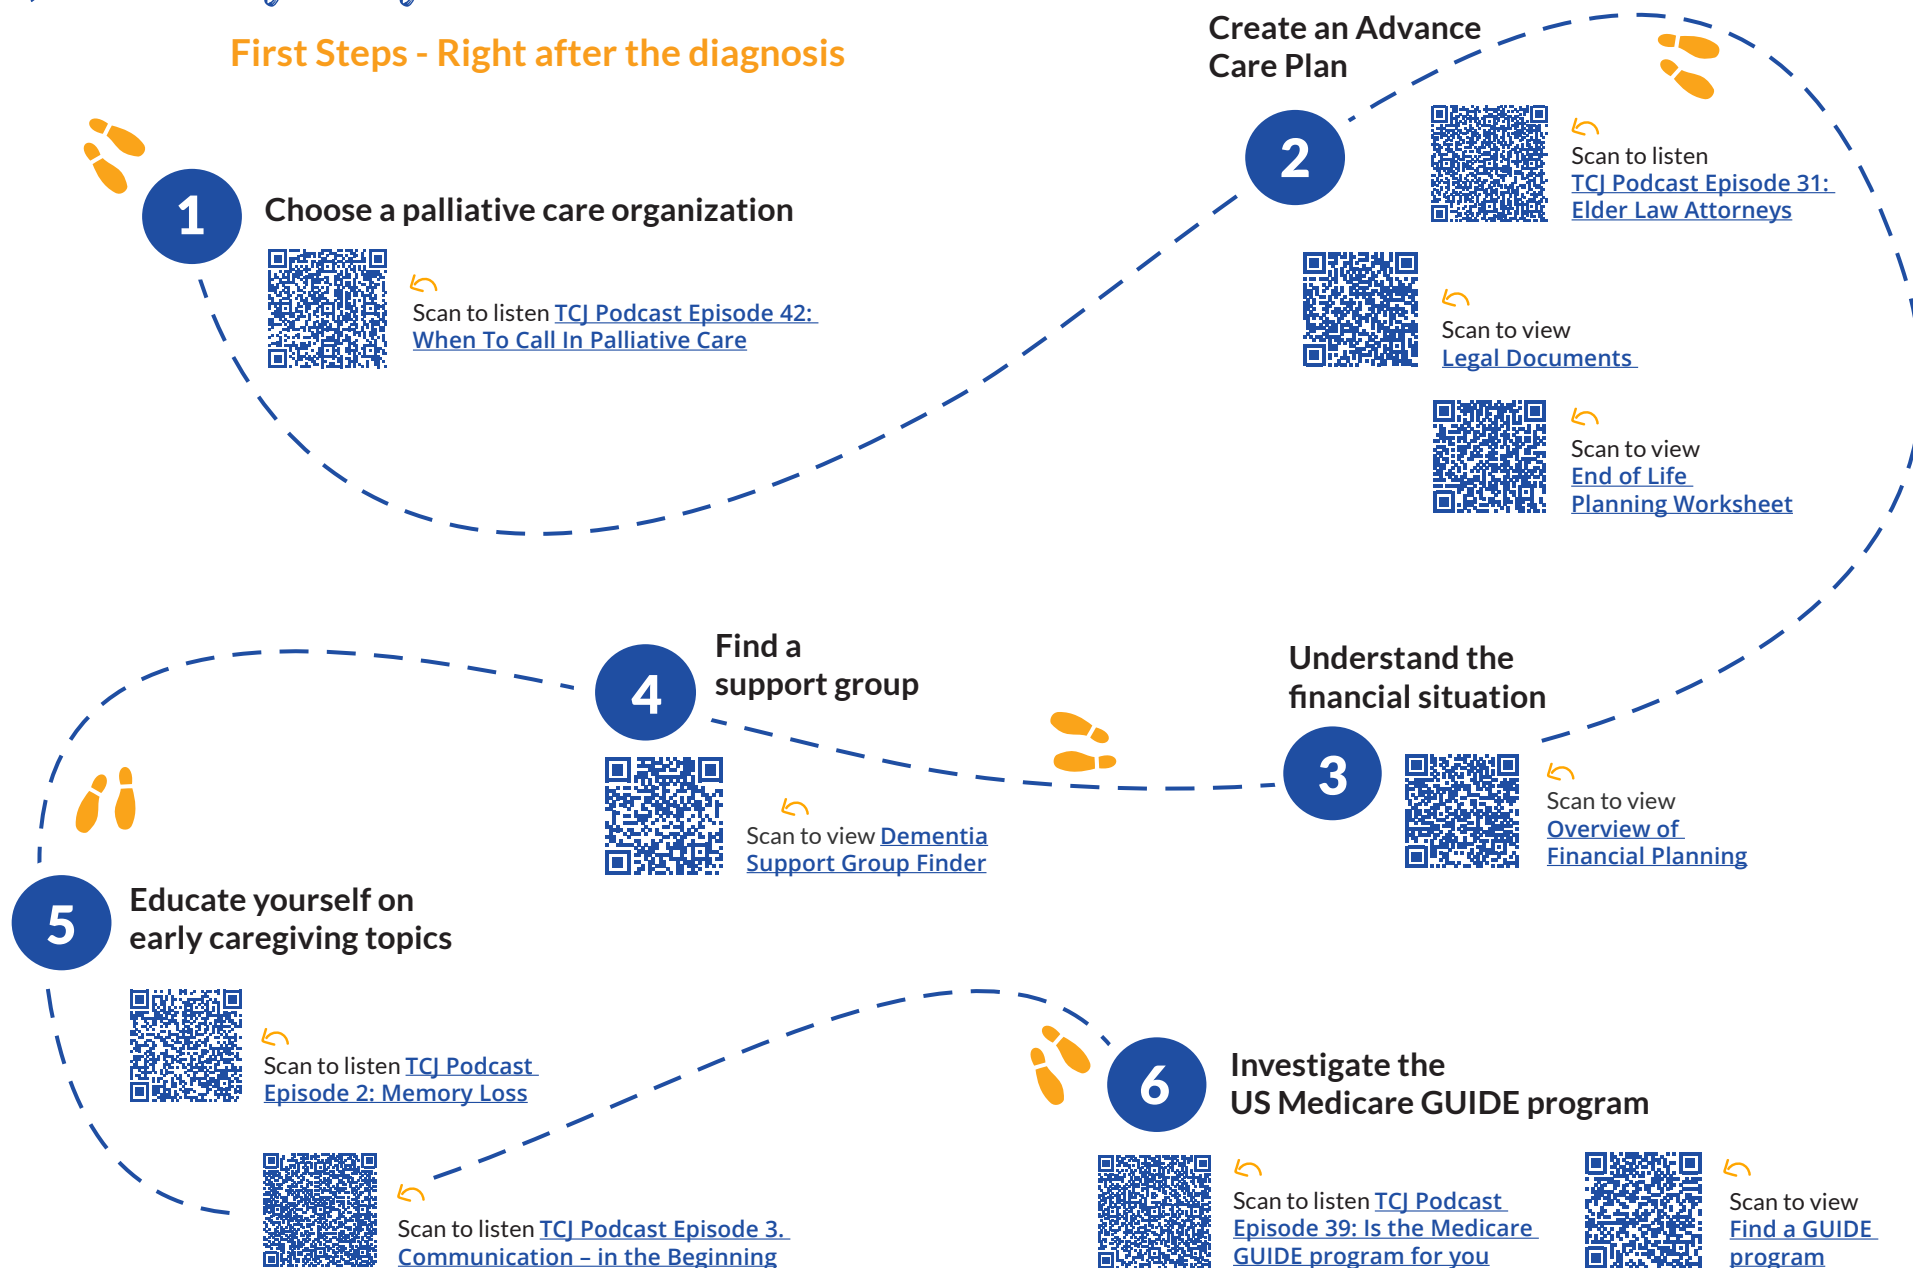 First Steps - Right after the diagnosis
1
Choose a palliative care organization
Scan to listen TCJ Podcast Episode 42:
When To Call In Palliative Care
Create an Advance
Care Plan
2
Scan to listen
TCJ Podcast Episode 31:
Elder Law Attorneys
Scan to view
Legal Documents
Scan to view
End of Life
Planning Worksheet
Understand the
financial situation
3
Scan to view
Overview of
Financial Planning
Find a
support group
4
Scan to view Dementia
Support Group Finder
5
Educate yourself on
early caregiving topics
Scan to listen TCJ Podcast
Episode 2: Memory Loss
Scan to listen TCJ Podcast Episode 3.
Communication – in the Beginning
6
Investigate the
US Medicare GUIDE program
Scan to listen TCJ Podcast
Episode 39: Is the Medicare
GUIDE program for you
Scan to view
Find a GUIDE
program